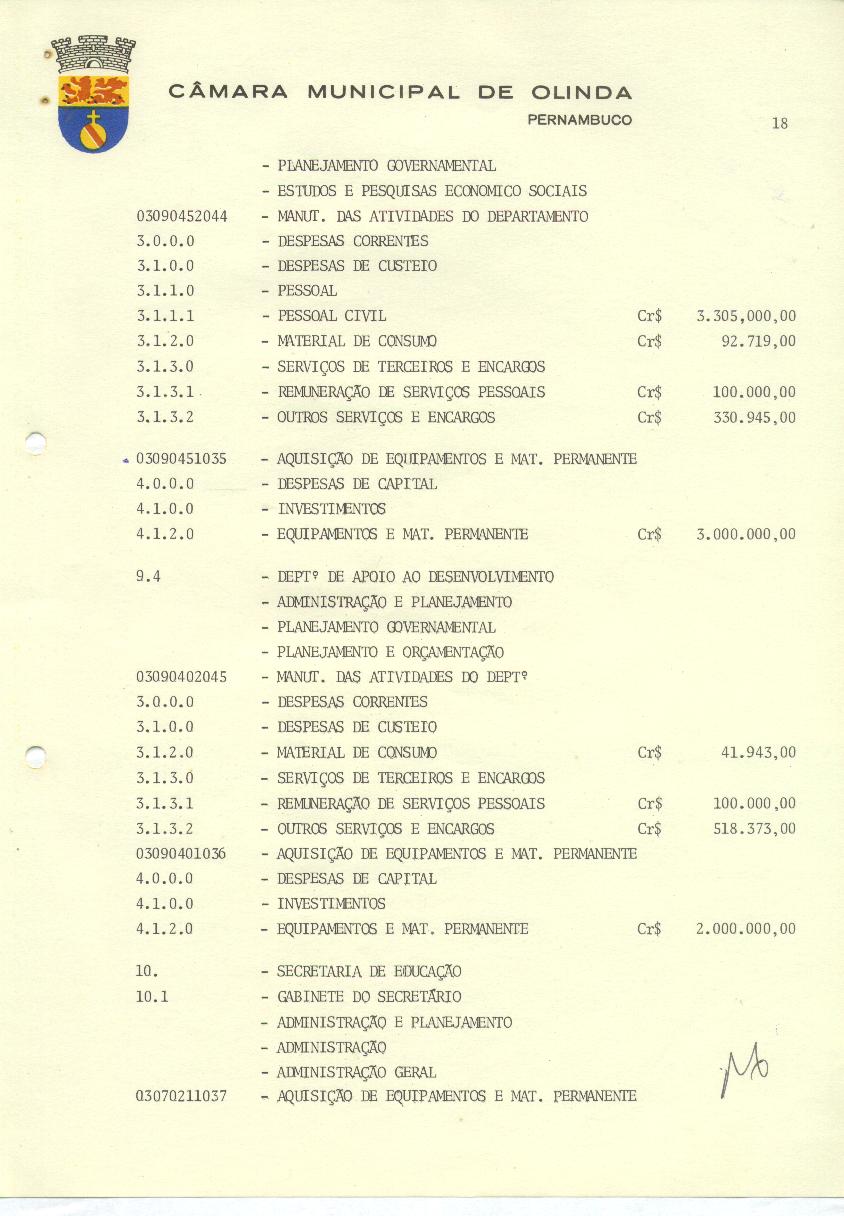 CÂMARA MUNICIPAL DE OLINDA
PERNAMBUCO
18
- PLANEJAMENTO GOVERNAMENTAL
- ESTUDOS E PESQUISAS ECONOMICO SOCIAIS
03090452044 - MANUT. DAS ATIVIDADES DO DEPARTAMENTO
3.0.0.0 - DESPESAS CORRENTES
3.1.0.0 - DESPESAS DE CUSTEIO
3.1.1.0 - PESSOAL
3.1.1.1 - PESSOAL CIVIL Cr$ 3.305,000,00
3.1.2.0 - MATERIAL DE CONSUMO Cr$ 92.719,00
3.1.3.0 - SERVIÇOS DE TERCEIROS E ENCARGOS
3.1.3.1 - REMUNERAÇÃO DE SERVIÇOS PESSOAIS Cr$ 100.000,00
3.1.3.2 - OUTROS SERVIÇOS E ENCARGOS Cr$ 330.945,00
03090451035 - AQUISIÇÃO DE EQUIPAMENTOS E MAT. PERMANENTE
4.0.0.0 - DESPESAS DE CAPITAL
4.1.0.0 - INVESTIMENTOS
4.1.2.0 - EQUIPAMENTOS E MAT. PERMANENTE Cr$ 3.000.000,00
9.4 - DEPTº DE APOIO AO DESENVOLVIMENTO
- ADMINISTRAÇÃO E PLANEJAMENTO
- PLANEJAMENTO GOVERNAMENTAL
- PLANEJAMENTO E ORÇAMENTAÇÃO
03090402045 - MANUT. DAS ATIVIDADES DO DEPTº
3.0.0.0 - DESPESAS CORRENTES
3.1.0.0 - DESPESAS DE CUSTEIO
3.1.2.0 - MATERIAL DE CONSUMO Cr$ 41.943,00
3.1.3.0 - SERVIÇOS DE TERCEIROS E ENCARGOS
3.1.3.1 - REMUNERAÇÃO DE SERVIÇOS PESSOAIS Cr$ 100.000,00
3.1.3.2 - OUTROS SERVIÇOS E ENCARGOS Cr$ 518.373,00
03090401036 - AQUISIÇÃO DE EQUIPAMENTOS E MAT. PERMANENTE
4.0.0.0 - DESPESAS DE CAPITAL
4.1.0.0 - INVESTIMENTOS
4.1.2.0 - EQUIPAMENTOS E MAT. PERMANENTE Cr$ 2.000.000,00
10. - SECRETARIA DE EDUCAÇÃO
10.1 - GABINETE DO SECRETÁRIO
- ADMINISTRAÇÃO E PLANEJAMENTO
- ADMINISTRAÇÃO
- ADMINISTRAÇÃO GERAL
03070211037 - AQUISIÇÃO DE EQUIPAMENTOS E MAT. PERMANENTE